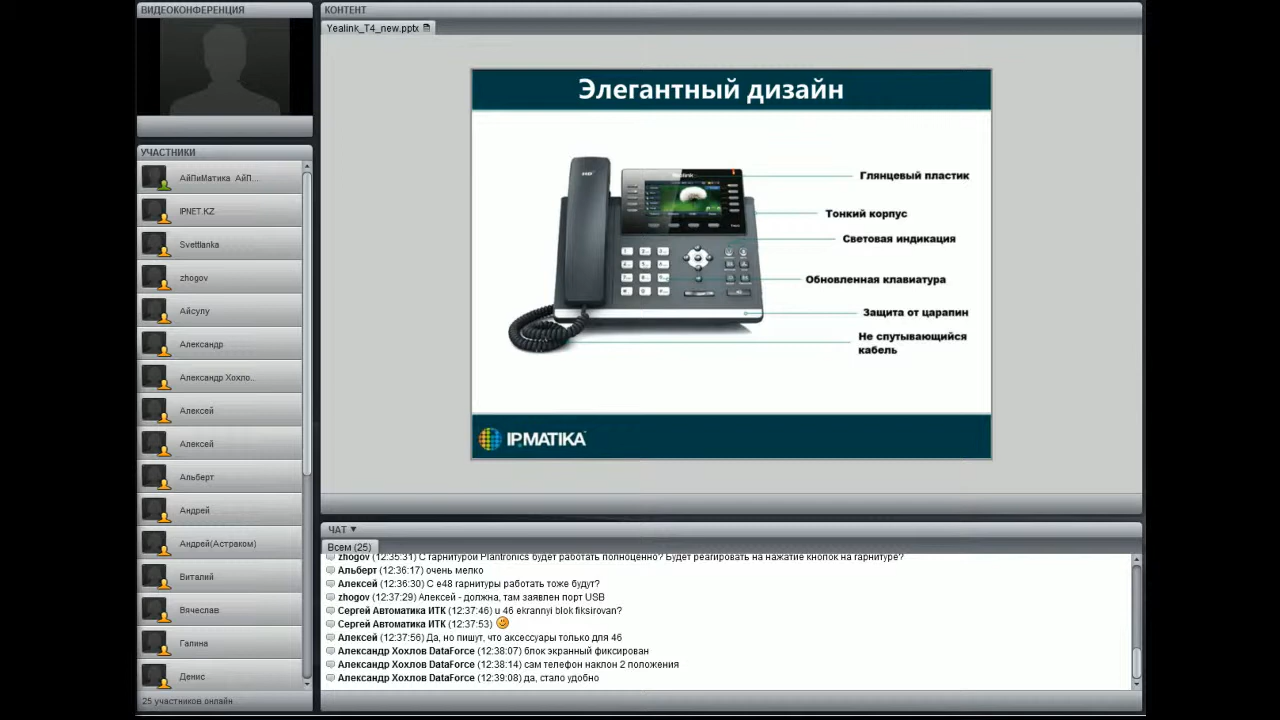 ВИДЕОКОНФЕРЕНЦИЯ
УЧАСТНИКИ
АйПиМатика АйП...
IPNET.KZ
Svettlanka
zhogov
Айсулу
Александр
Александр Хохло...
Алексей
Алексей
Альберт
Андрей
Андрей(Астраком)
Виталий
Вячеслав
Галина
Денис
25 участников онлайн
КОНТЕНТ
Yealink_T4_new.pptx
Элегантный дизайн
Yealink
Глянцевый пластик
Тонкий корпус
Световая индикация
Обновленная клавиатура
Защита от царапин
Не спутывающийся
кабель
IPMATIKA
ЧАТ
Всем (25)
zhogov (12:35:31) С гарнитурой Plantronics будет работать полноценно? Будет реагировать на нажатие кнопок на гарнитуре?
Альберт (12:36:17) очень мелко
Алексей (12:36:30) С e48 гарнитуры работать тоже будут?
zhogov (12:37:29) Алексей - должна, там заявлен порт USB
Сергей Автоматика ИТК (12:37:46) u 46 ekrannyi blok fiksirovan?
Сергей Автоматика ИТК (12:37:53)
Алексей (12:37:56) Да, но пишут, что аксессуары только для 46
Александр Хохлов DataForce (12:38:07) блок экранный фиксирован
Александр Хохлов DataForce (12:38:14) сам телефон наклон 2 положения
Александр Хохлов DataForce (12:39:08) да, стало удобно